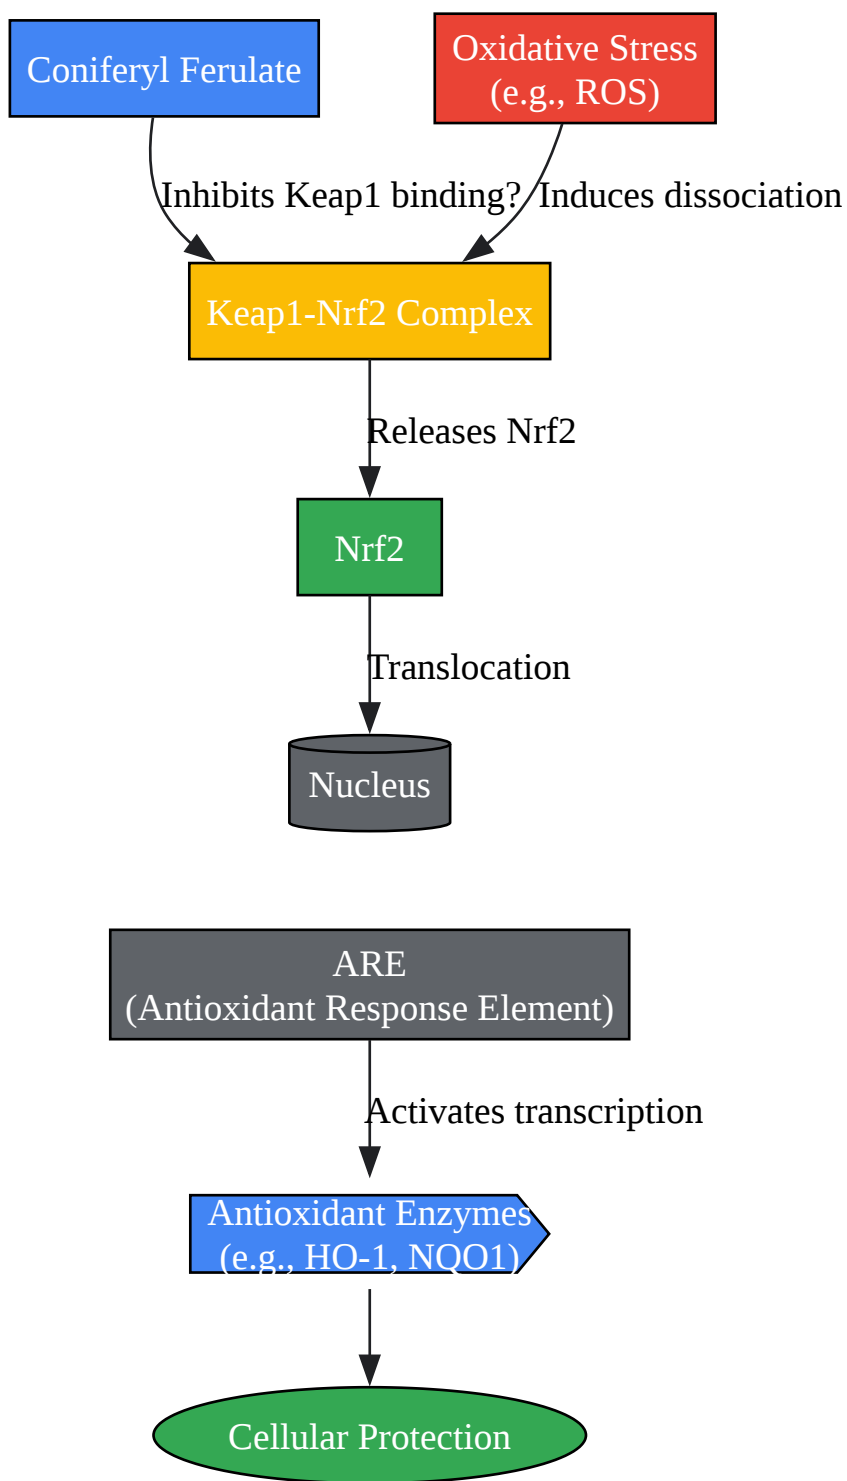 Coniferyl Ferulate
Oxidative Stress
(e.g., ROS)
Inhibits Keap1 binding?
Induces dissociation
Keap1-Nrf2 Complex
Releases Nrf2
Nrf2
Translocation
Nucleus
ARE
(Antioxidant Response Element)
Activates transcription
Antioxidant Enzymes
(e.g., HO-1, NQO1)
Cellular Protection